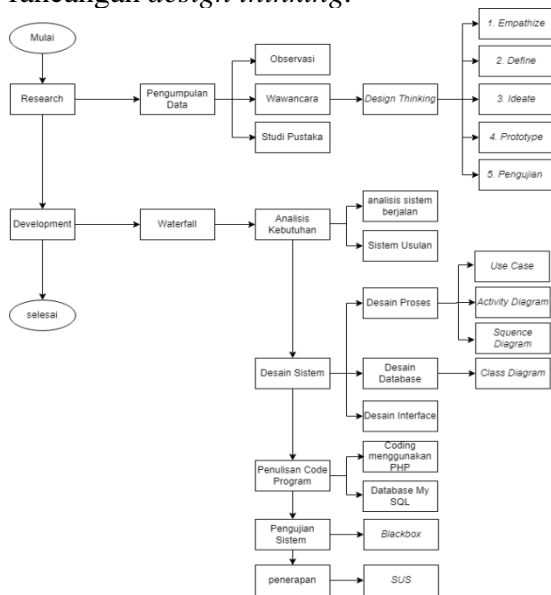 rancangan design thinking.
Mulai
Research
Pengumpulan
Data
Observasi
Wawancara
Studi Pustaka
Design Thinking
1. Empathize
2. Define
3. Ideate
4. Prototype
5. Pengujian
Development
Waterfall
Analisis
Kebutuhan
analisis sistem
berjalan
Sistem Usulan
selesai
Desain Sistem
Desain Proses
Use Case
Activity Diagram
Squence
Diagram
Desain
Database
Class Diagram
Desain Interface
Penulisan Code
Program
Coding
menggunakan
PHP
Database My
SQL
Pengujian
Sistem
Blackbox
penerapan
SUS